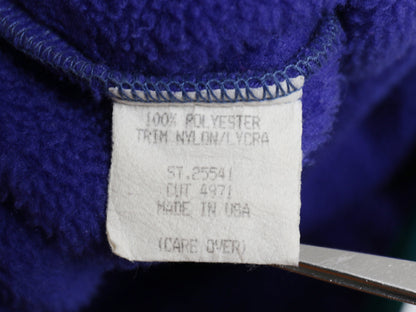 100% POLYESTER
TRIM NYLON/LYCRA
ST.25541
CUT 4971
MADE IN USA
(CARE OVER)